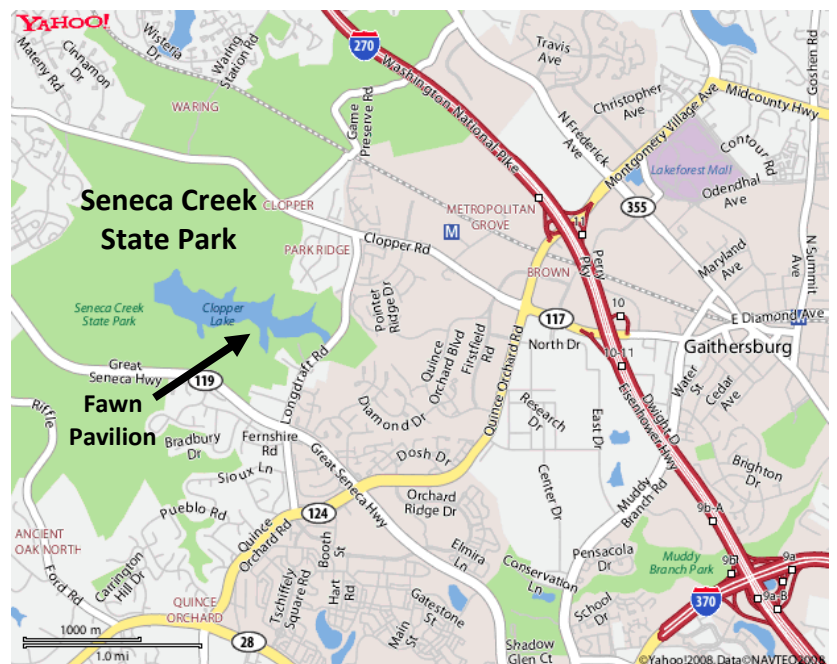 YAHOO!
Mateny Rd
Cinnamon
Dr
Wisteria
Dr
Waring
Station Rd
WARING
Game
Preserve Rd
270
Washington National Pike
Travis
Ave
Christopher
Ave
N Frederick
Ave
Montgomery Village Ave
Midcounty Hwy
Goshen Rd
Contour Rd
Lakeforest Mall
Odendhal Ave
355
Seneca Creek
State Park
CLOPPER
PARK RIDGE
Clopper Rd
M
METROPOLITAN
GROVE
11
BROWN
Perry
Pky
Maryland
Ave
N Summit
Ave
Seneca Creek
State Park
Clopper
Lake
Pointer
Ridge Dr
Quince
Orchard Blvd
Firstfield
Rd
Quince Orchard Rd
117
North Dr
10
10-11
E Diamond Ave
M
Gaithersburg
Great
Seneca Hwy
119
Longdraft Rd
Fawn
Pavilion
Riffle
Bradbury
Dr
Fernshire
Rd
Sioux Ln
Diamond Dr
Dosh Dr
Great Seneca Hwy
Research
Dr
East Dr
Center Dr
Water
St
Cedar
Ave
Dwight D
Eisenhower Hwy
Brighton
Dr
Muddy
Branch Rd
Pueblo Rd
124
Quince
Orchard Rd
Orchard
Ridge Dr
9b-A
ANCIENT
OAK NORTH
Ford Rd
Carrington
Hill Dr
QUINCE
ORCHARD
Tschiffely
Square Rd
Booth
St
Hart
Rd
Elmira
Ln
Conservation
Ln
Pensacola
Dr
School
Dr
Muddy
Branch Park
9b
9a
9a-B
370
28
Main
St
Gatestone
St
Shadow
Glen Ct
1000 m
1.0 mi
©Yahoo!2008, Data©NAVTEQ2008